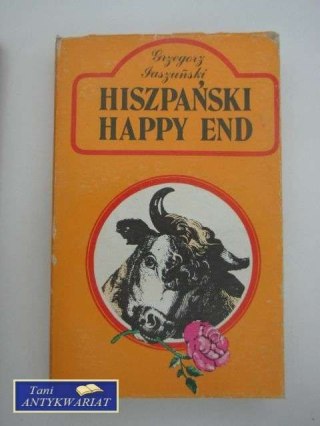 Grzegorz
Jaszuński
HISZPAŃSKI
HAPPY END
Tani
ANTYKWARIAT